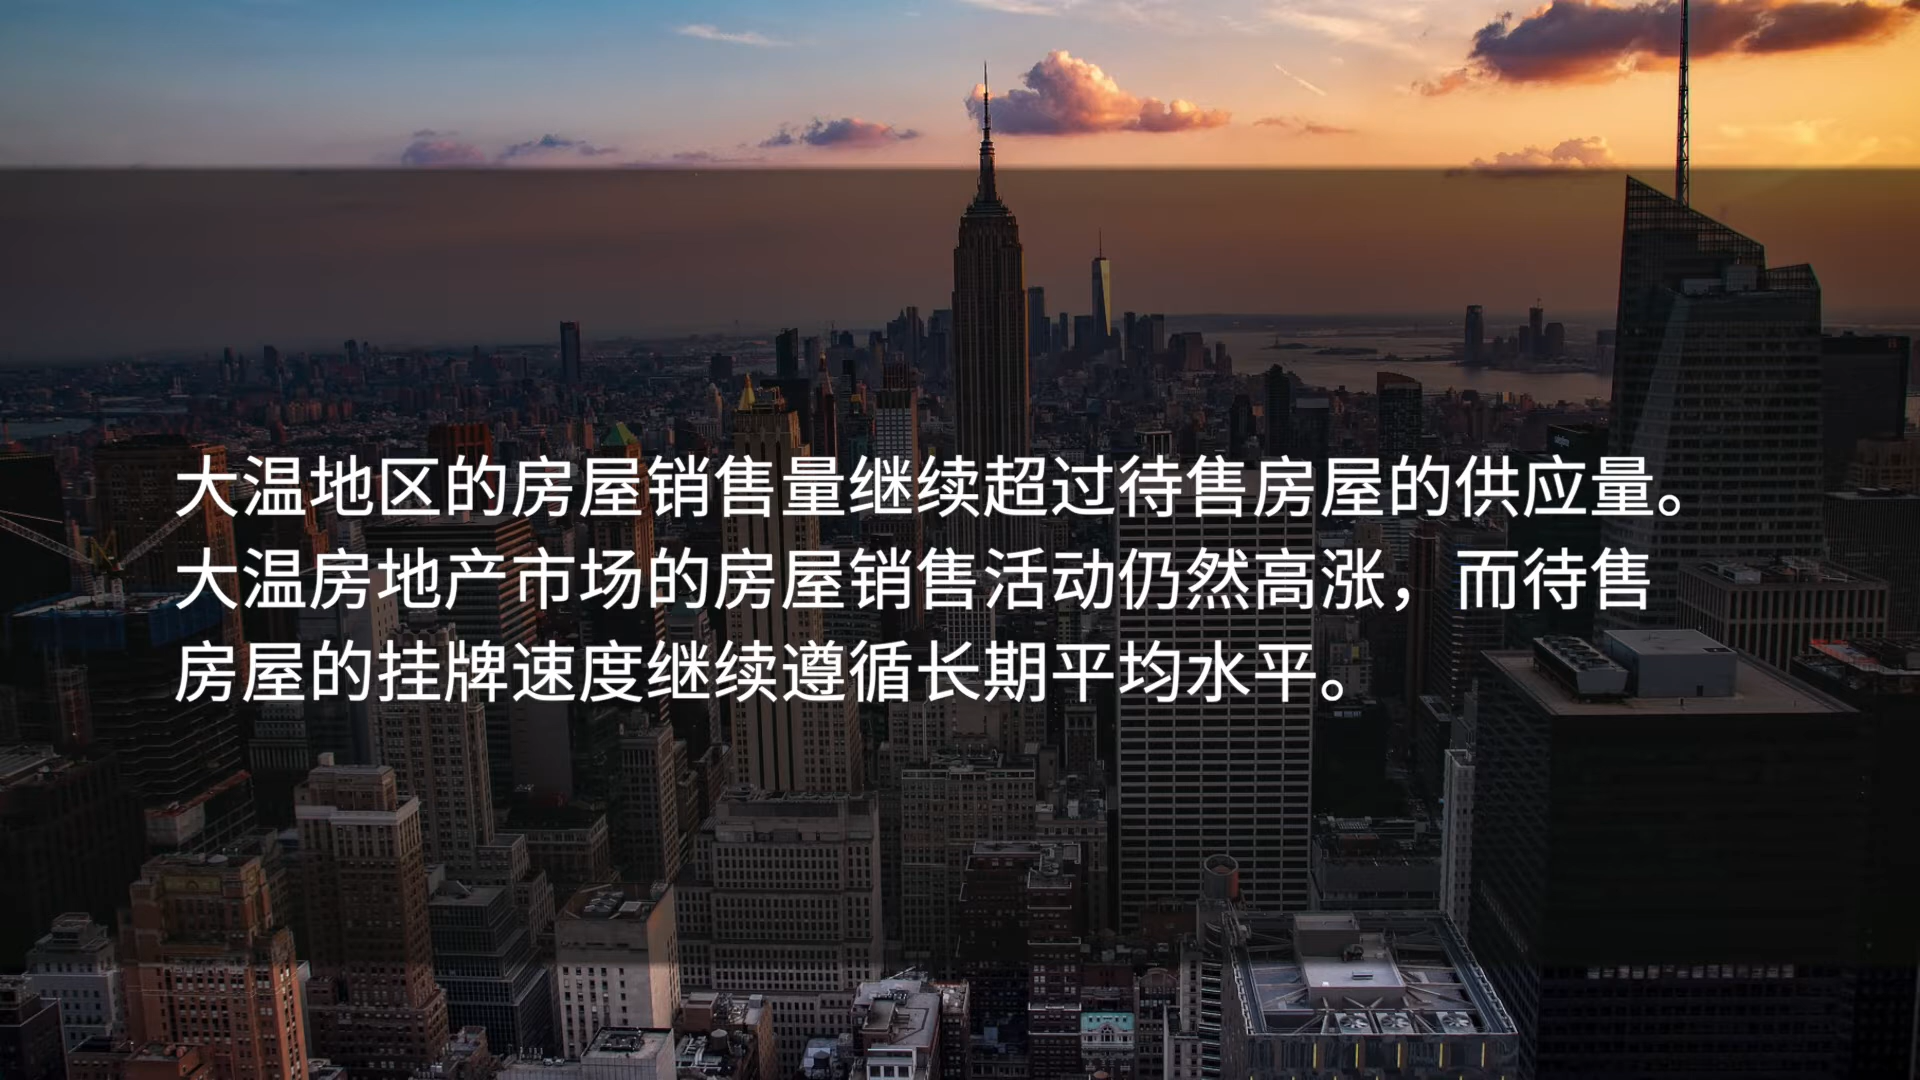 大温地区的房屋销售量继续超过待售房屋的供应量。
大温房地产市场的房屋销售活动仍然高涨，而待售
房屋的挂牌速度继续遵循长期平均水平。